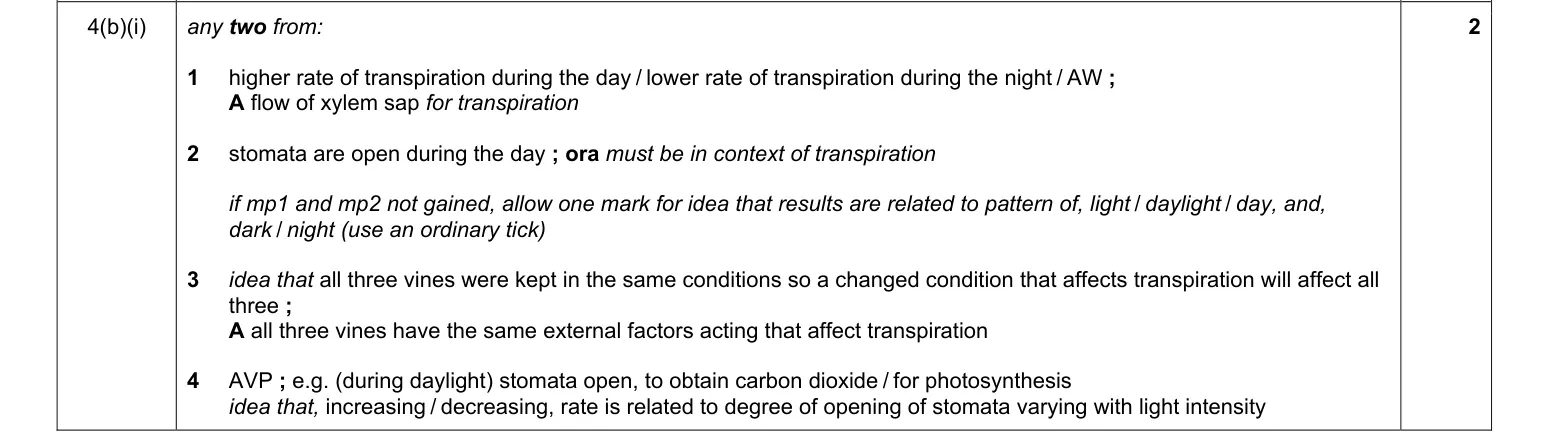 4(b)(i) any two from: 2
1 higher rate of transpiration during the day / lower rate of transpiration during the night / AW ;
A flow of xylem sap for transpiration
2 stomata are open during the day ; ora must be in context of transpiration
if mp1 and mp2 not gained, allow one mark for idea that results are related to pattern of, light / daylight / day, and,
dark / night (use an ordinary tick)
3 idea that all three vines were kept in the same conditions so a changed condition that affects transpiration will affect all
three ;
A all three vines have the same external factors acting that affect transpiration
4 AVP ; e.g. (during daylight) stomata open, to obtain carbon dioxide / for photosynthesis
idea that, increasing / decreasing, rate is related to degree of opening of stomata varying with light intensity